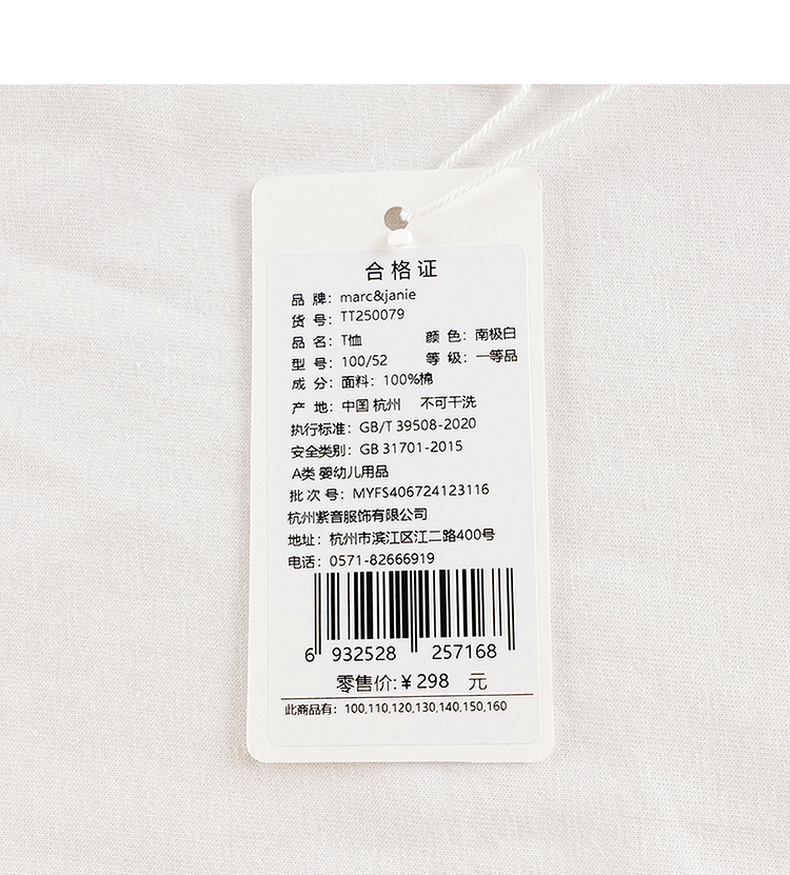 合格证
品 牌：marc&janie
货 号：TT250079
品 名：T恤 颜 色：南极白
型 号：100/52 等 级：一等品
成 分：面料：100%棉
产 地：中国 杭州 不可干洗
执行标准：GB/T 39508-2020
安全类别：GB 31701-2015
A类 婴幼儿用品
批 次 号：MYFS406724123116
杭州紫音服饰有限公司
地址：杭州市滨江区江二路400号
电话：0571-82666919
6 932528 257168
零售价:¥298 元
此商品有：100,110,120,130,140,150,160